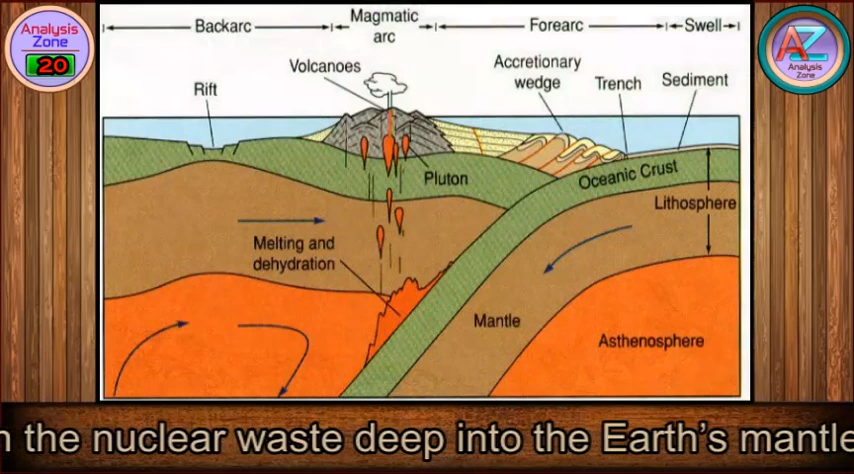 Analysis
Zone
20
Backarc
Magmatic
arc
Forearc
Swell
AZ
Analysis
Zone
Rift
Volcanoes
Accretionary
wedge
Trench
Sediment
Pluton
Oceanic Crust
Lithosphere
Melting and
dehydration
Mantle
Asthenosphere
n the nuclear waste deep into the Earth's mantle